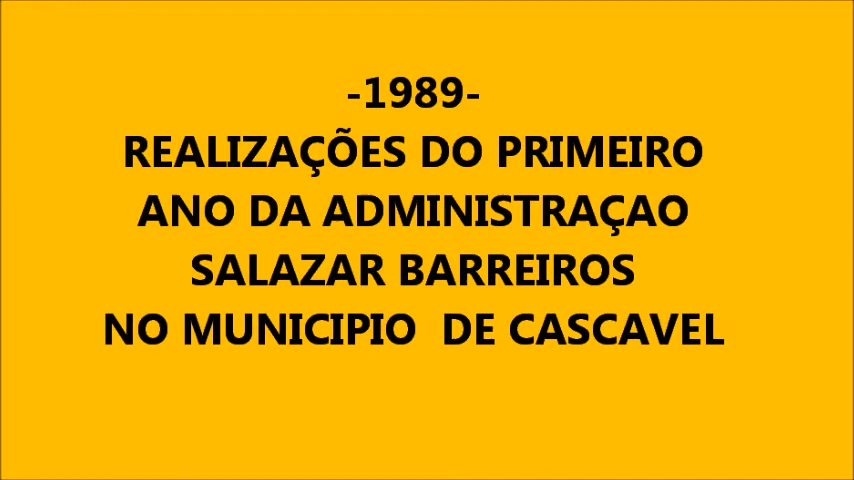 -1989-
REALIZAÇÕES DO PRIMEIRO
ANO DA ADMINISTRAÇAO
SALAZAR BARREIROS
NO MUNICIPIO  DE CASCAVEL